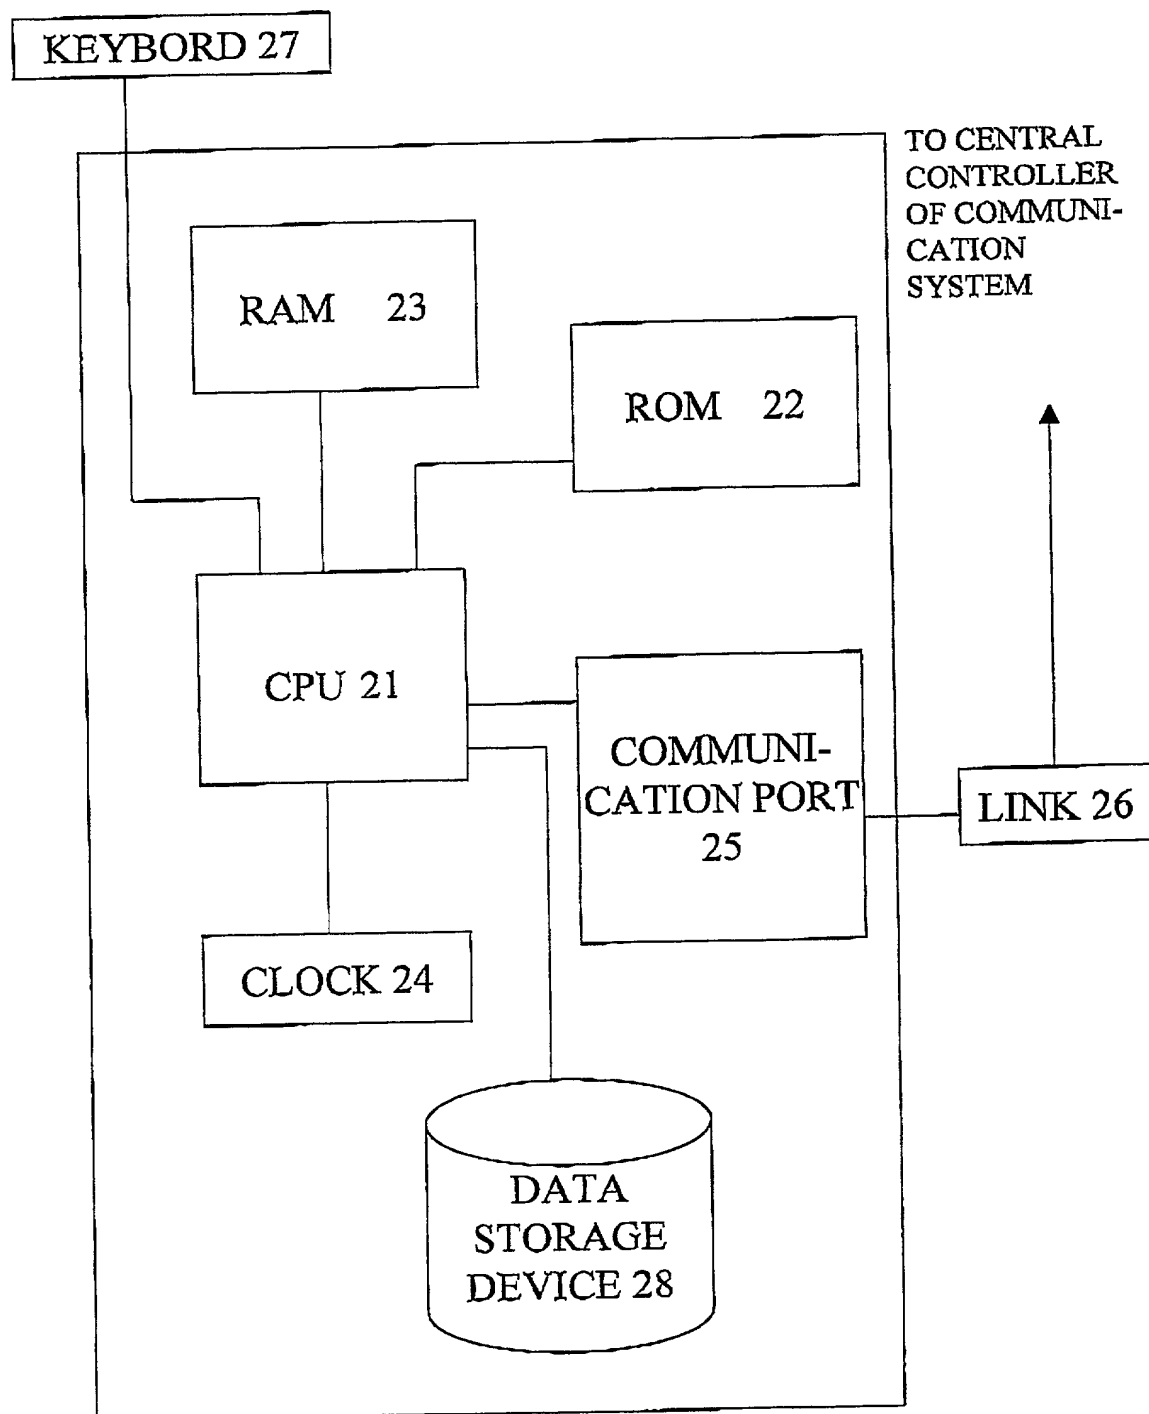 KEYBORD 27
TO CENTRAL
CONTROLLER
OF COMMUNI-
CATION
SYSTEM
RAM 23
ROM 22
CPU 21
COMMUNI-
CATION PORT
25
LINK 26
CLOCK 24
DATA
STORAGE
DEVICE 28